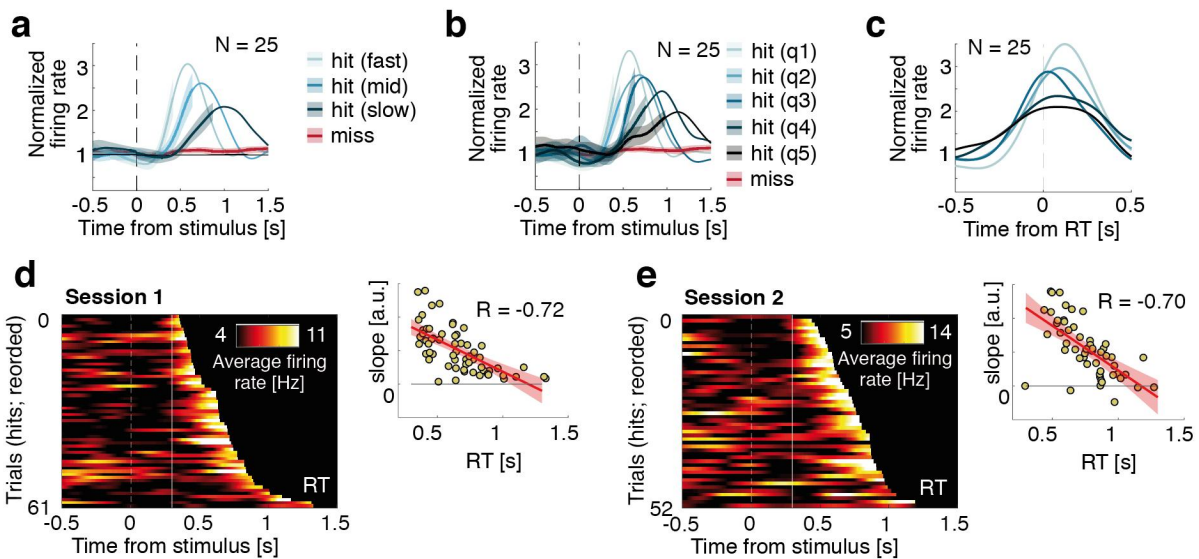 a
N = 25
Normalized
firing rate
3
2
1
-0.5
0
0.5
1.0
1.5
Time from stimulus [s]
hit (fast)
hit (mid)
hit (slow)
miss
b
N = 25
Normalized
firing rate
3
2
1
-0.5
0
0.5
1.0
1.5
Time from stimulus [s]
hit (q1)
hit (q2)
hit (q3)
hit (q4)
hit (q5)
miss
c
N = 25
Normalized
firing rate
3
2
1
-0.5
0
0.5
Time from RT [s]
d
Session 1
Trials (hits; reorded)
0
61
4
11
Average firing
rate [Hz]
RT
-0.5
0
0.5
1
1.5
Time from stimulus [s]
slope [a.u.]
0
R = -0.72
0.5
1
1.5
RT [s]
e
Session 2
Trials (hits; reorded)
0
52
5
14
Average firing
rate [Hz]
RT
-0.5
0
0.5
1
1.5
Time from stimulus [s]
slope [a.u.]
0
R = -0.70
0.5
1
1.5
RT [s]